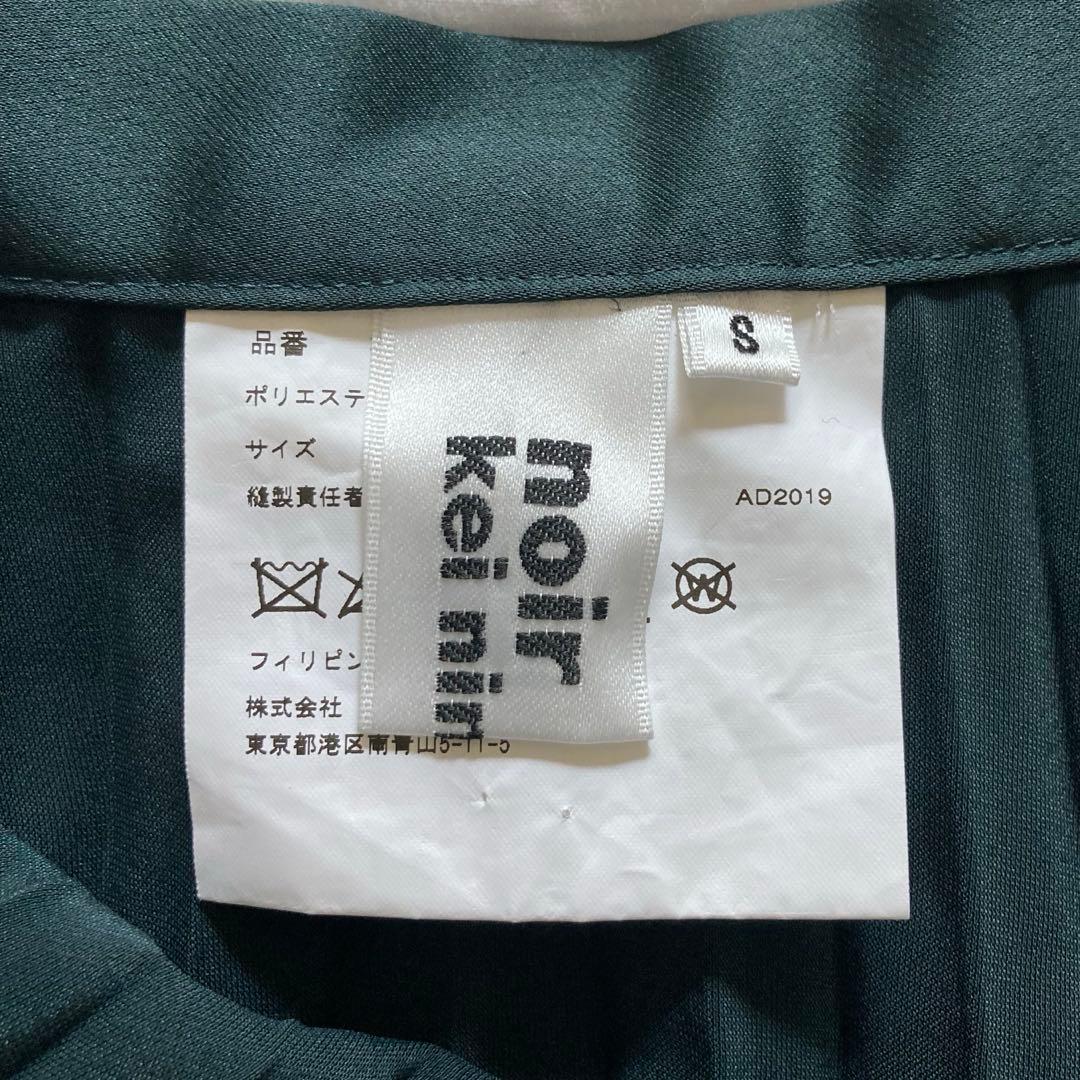 品番
ポリエステ
サイズ
縫製責任者
AD2019
フィリピン
株式会社
東京都港区南青山5-11-5
noir
kei nin
S
W